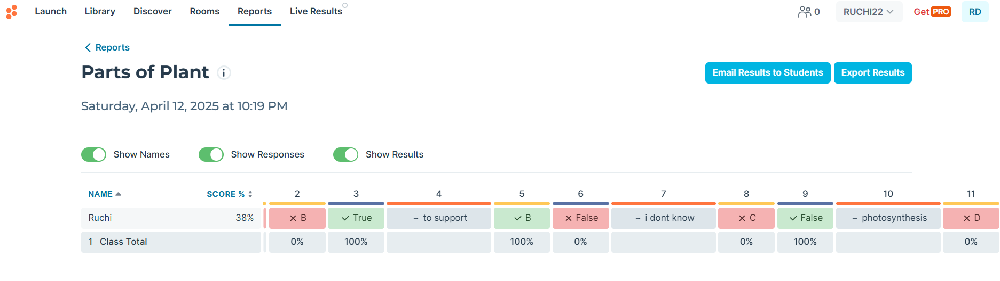 Launch Library Discover Rooms Reports Live Results 0 RUCHI22 Get PRO RD
Reports
Parts of Plant i
Email Results to Students Export Results
Saturday, April 12, 2025 at 10:19 PM
Show Names Show Responses Show Results
NAME SCORE % 2 3 4 5 6 7 8 9 10 11
Ruchi 38% × B ✓ True – to support ✓ B × False – i dont know × C ✓ False – photosynthesis × D
1 Class Total 0% 100% 100% 0% 0% 100% 0%